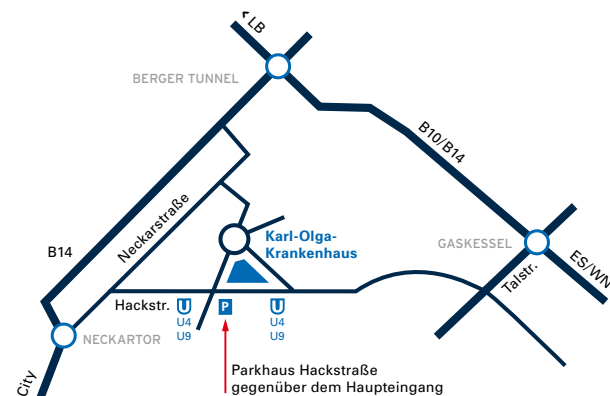 ‹ LB
BERGER TUNNEL
B10/B14
Neckarstraße
B14
Karl-Olga-
Krankenhaus
GASKESSEL
ES/WN
Talstr.
Hackstr.
U
P
U
U4
U9
U4
U9
NECKARTOR
City
Parkhaus Hackstraße
gegenüber dem Haupteingang